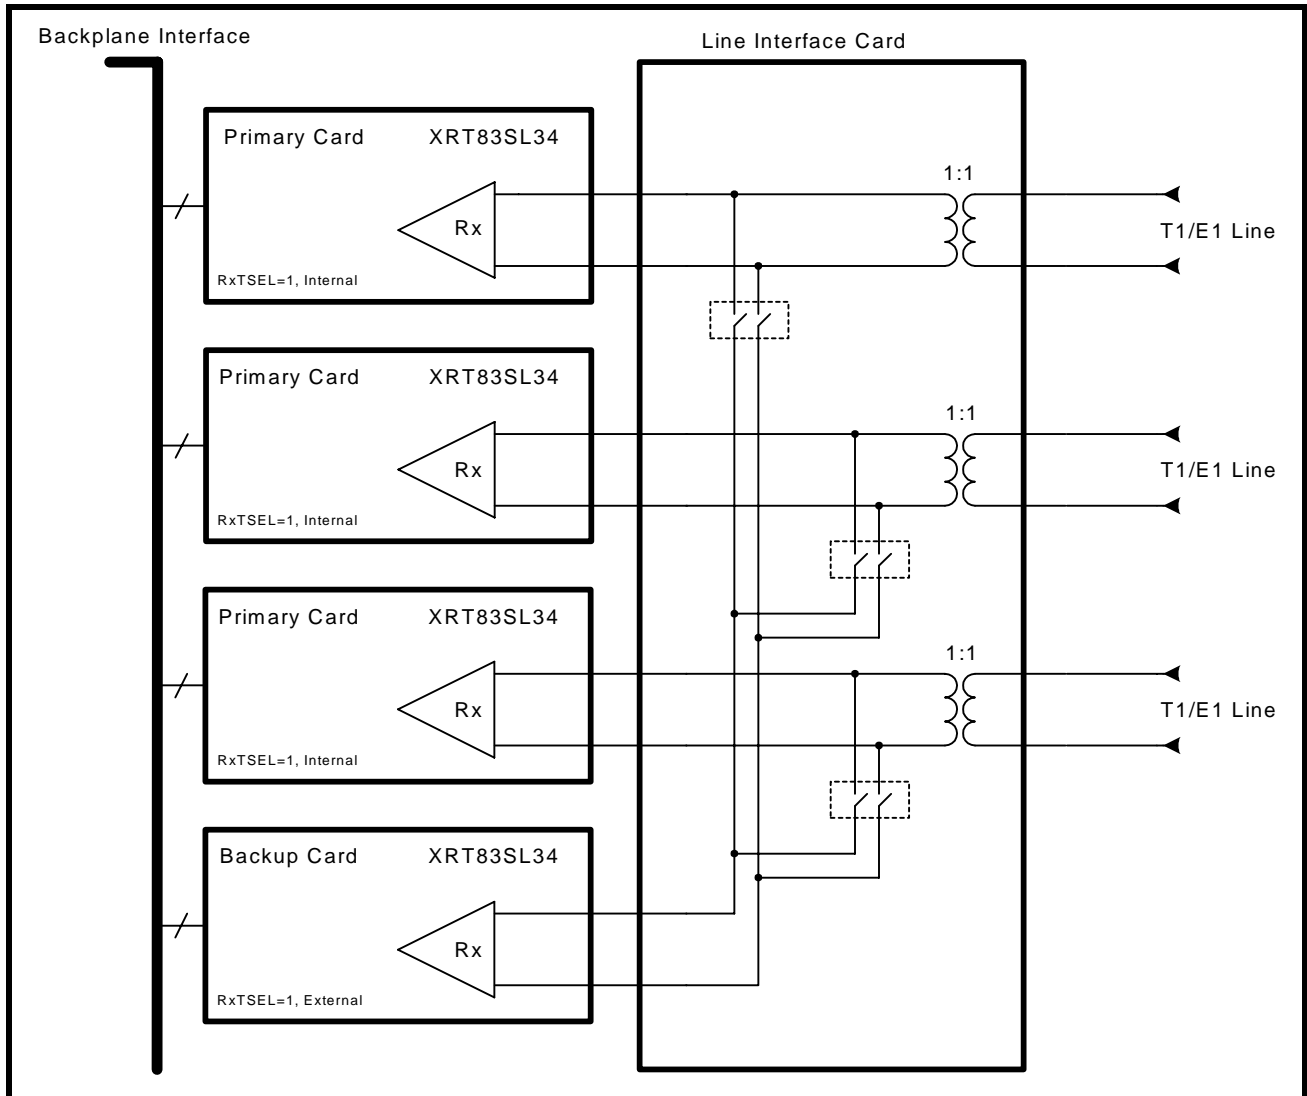 Backplane Interface
Line Interface Card
Primary Card XRT83SL34
Rx
RxTSEL=1, Internal
1:1
T1/E1 Line
Primary Card XRT83SL34
Rx
RxTSEL=1, Internal
1:1
T1/E1 Line
Primary Card XRT83SL34
Rx
RxTSEL=1, Internal
1:1
T1/E1 Line
Backup Card XRT83SL34
Rx
RxTSEL=1, External